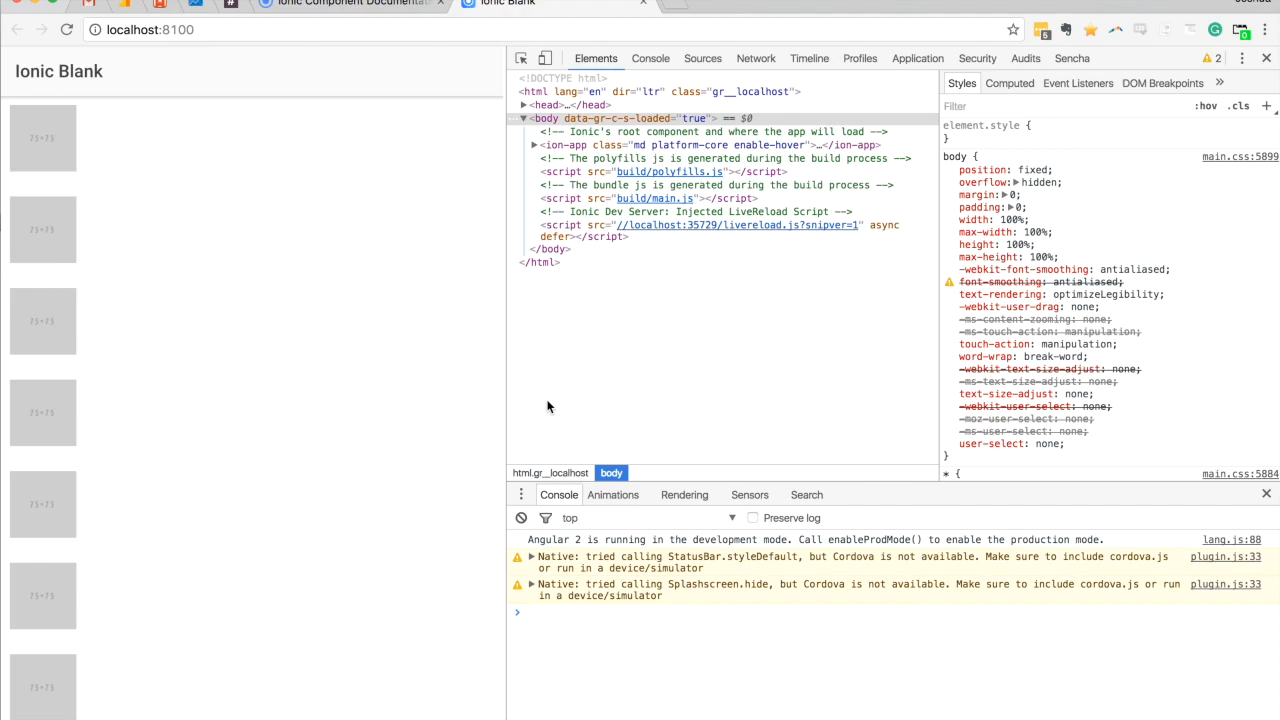 Ionic Component Documentat
Ionic Blank
localhost:8100
5
0
Ionic Blank
75×75
75×75
75×75
75×75
75×75
75×75
75×75
Elements Console Sources Network Timeline Profiles Application Security Audits Sencha 2
<!DOCTYPE html>
<html lang="en" dir="ltr" class="gr__localhost">
<head>…</head>
<body data-gr-c-s-loaded="true"> == $0
<!-- Ionic's root component and where the app will load -->
<ion-app class="md platform-core enable-hover">…</ion-app>
<!-- The polyfills js is generated during the build process -->
<script src="build/polyfills.js"></script>
<!-- The bundle js is generated during the build process -->
<script src="build/main.js"></script>
<!-- Ionic Dev Server: Injected LiveReload Script -->
<script src="//localhost:35729/livereload.js?snipver=1" async
defer></script>
</body>
</html>
html.gr__localhost body
Styles Computed Event Listeners DOM Breakpoints »
Filter :hov .cls +
element.style {
}
body { main.css:5899
position: fixed;
overflow: hidden;
margin: 0;
padding: 0;
width: 100%;
max-width: 100%;
height: 100%;
max-height: 100%;
-webkit-font-smoothing: antialiased;
font-smoothing: antialiased;
text-rendering: optimizeLegibility;
-webkit-user-drag: none;
-ms-content-zooming: none;
-ms-touch-action: manipulation;
touch-action: manipulation;
word-wrap: break-word;
-webkit-text-size-adjust: none;
-ms-text-size-adjust: none;
text-size-adjust: none;
-webkit-user-select: none;
-moz-user-select: none;
-ms-user-select: none;
user-select: none;
}
* { main.css:5884
Console Animations Rendering Sensors Search
top Preserve log
Angular 2 is running in the development mode. Call enableProdMode() to enable the production mode. lang.js:88
Native: tried calling StatusBar.styleDefault, but Cordova is not available. Make sure to include cordova.js plugin.js:33
or run in a device/simulator
Native: tried calling Splashscreen.hide, but Cordova is not available. Make sure to include cordova.js or run plugin.js:33
in a device/simulator